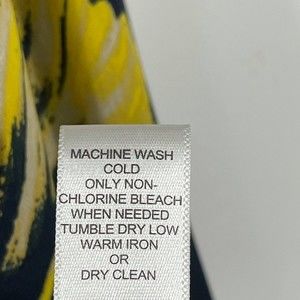 MACHINE WASH
COLD
ONLY NON-
CHLORINE BLEACH
WHEN NEEDED
TUMBLE DRY LOW
WARM IRON
OR
DRY CLEAN